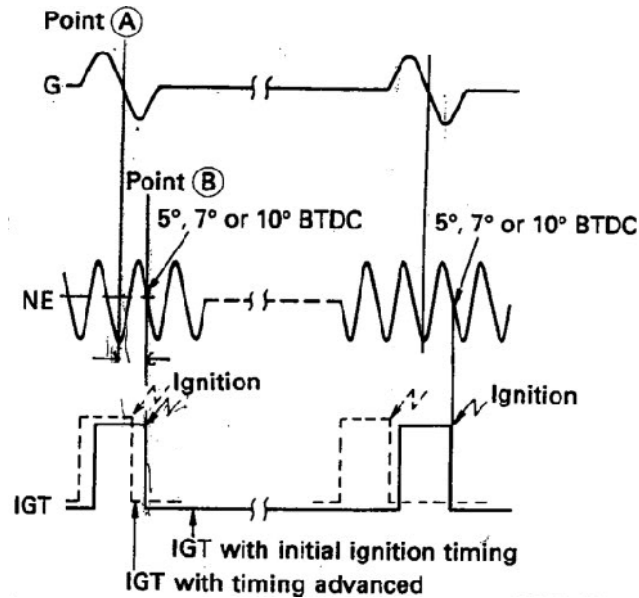 Point Ⓐ
G
Point Ⓑ
5°, 7° or 10° BTDC
5°, 7° or 10° BTDC
NE
Ignition
Ignition
IGT
IGT with initial ignition timing
IGT with timing advanced